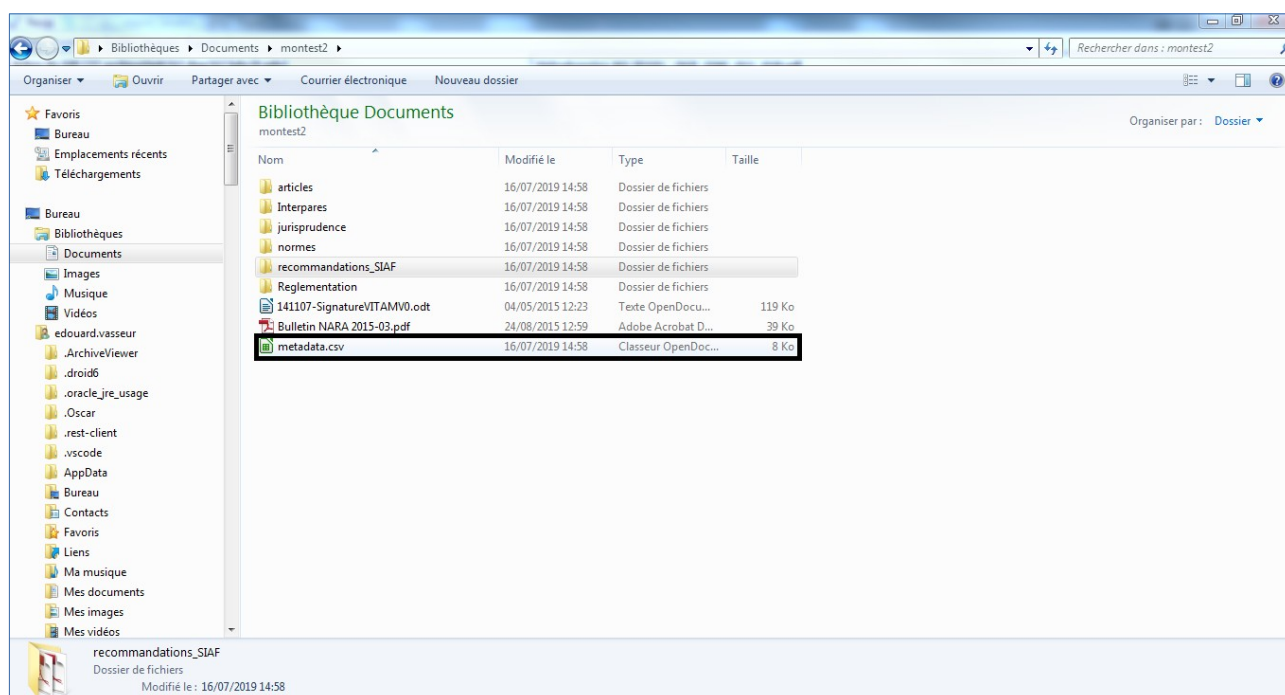 Bibliothèques ▸ Documents ▸ montest2 ▸
Rechercher dans : montest2
Organiser ▾ Ouvrir Partager avec ▾ Courrier électronique Nouveau dossier
Favoris
Bureau
Emplacements récents
Téléchargements
Bureau
Bibliothèques
Documents
Images
Musique
Vidéos
edouard.vasseur
.ArchiveViewer
.droid6
.oracle_jre_usage
.Oscar
.rest-client
.vscode
AppData
Bureau
Contacts
Favoris
Liens
Ma musique
Mes documents
Mes images
Mes vidéos
Bibliothèque Documents
montest2
Organiser par : Dossier ▾
Nom Modifié le Type Taille
articles 16/07/2019 14:58 Dossier de fichiers
Interpares 16/07/2019 14:58 Dossier de fichiers
jurisprudence 16/07/2019 14:58 Dossier de fichiers
normes 16/07/2019 14:58 Dossier de fichiers
recommandations_SIAF 16/07/2019 14:58 Dossier de fichiers
Reglementation 16/07/2019 14:58 Dossier de fichiers
141107-SignatureVITAMV0.odt 04/05/2015 12:23 Texte OpenDocu... 119 Ko
Bulletin NARA 2015-03.pdf 24/08/2015 12:59 Adobe Acrobat D... 39 Ko
metadata.csv 16/07/2019 14:58 Classeur OpenDoc... 8 Ko
recommandations_SIAF
Dossier de fichiers
Modifié le : 16/07/2019 14:58